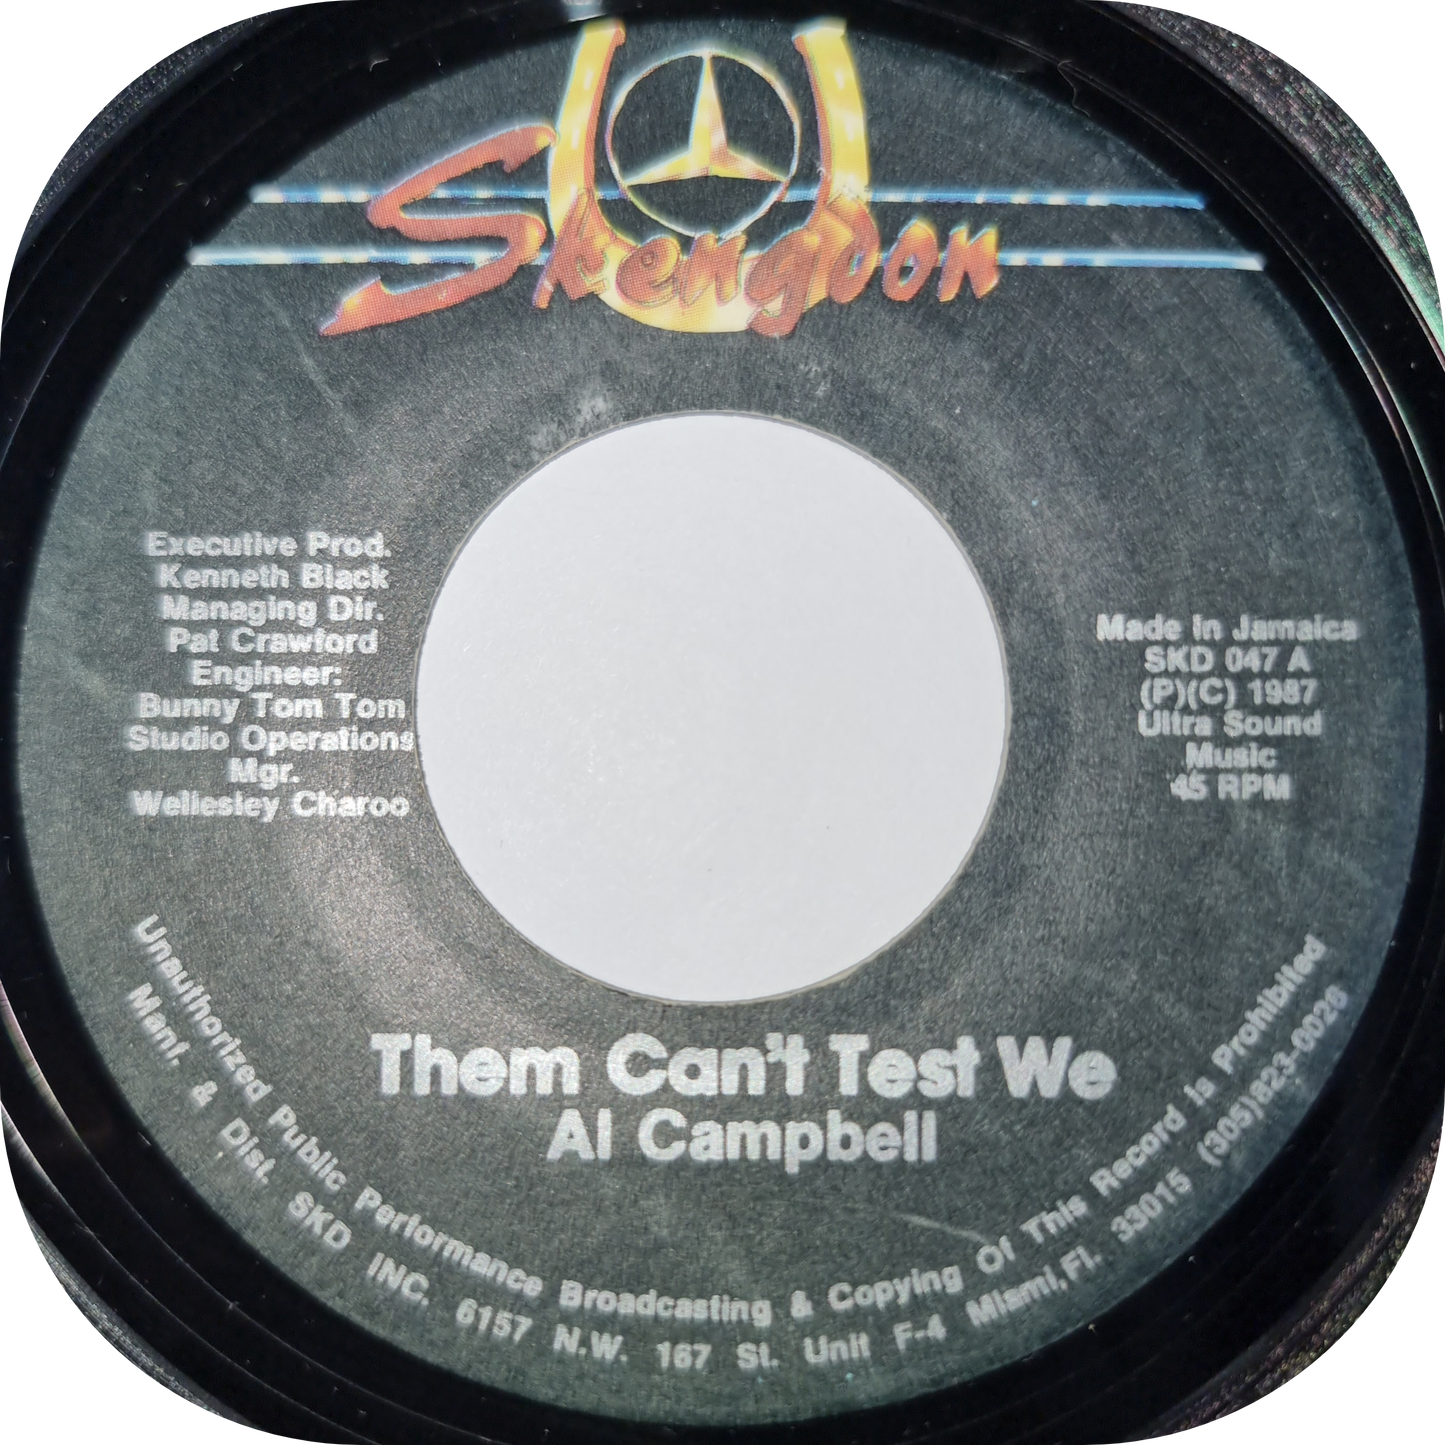 Skengdon
Executive Prod.
Kenneth Black
Managing Dir.
Pat Crawford
Engineer:
Bunny Tom Tom
Studio Operations
Mgr.
Wellesley Charoo
Made In Jamaica
SKD 047 A
(P)(C) 1987
Ultra Sound
Music
45 RPM
Them Can't Test We
Al Campbell
Unauthorized Public Performance Broadcasting & Copying Of This Record is Prohibited
Manf. & Dist. SKD INC. 6157 N.W. 167 St. Unit F-4 Miami, Fl. 33015 (305)823-0026